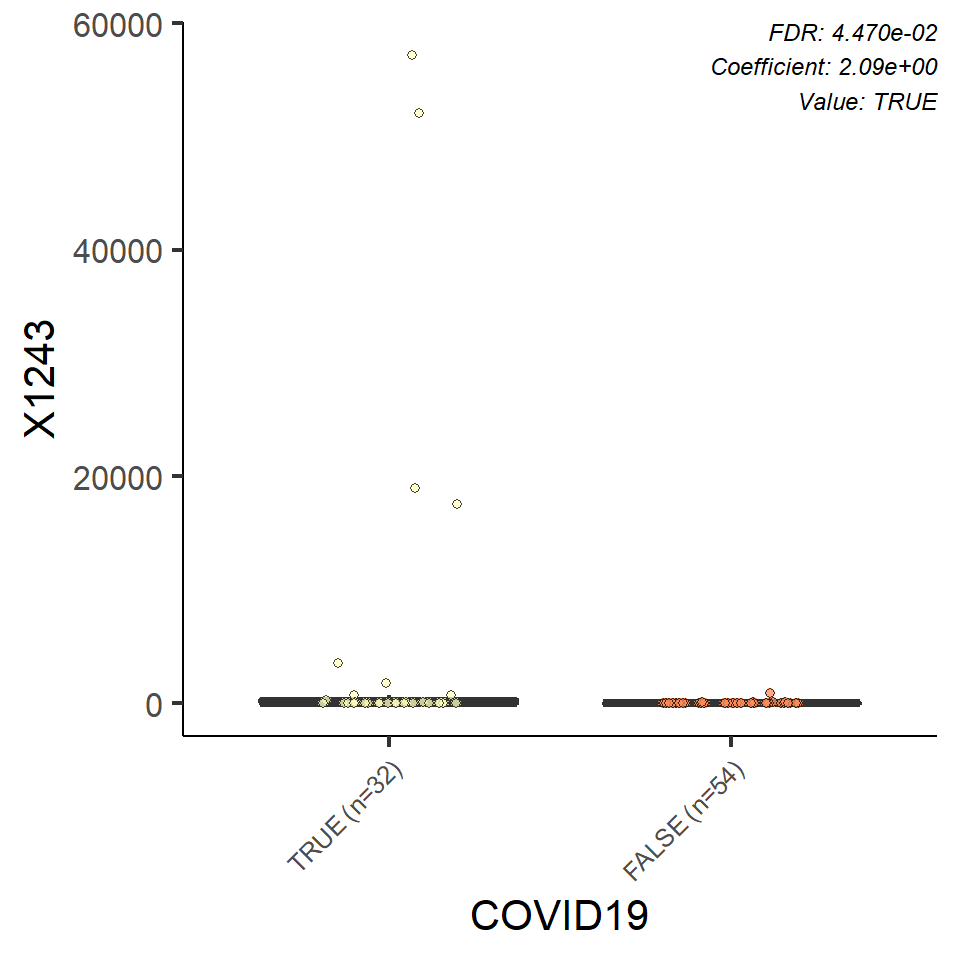 FDR: 4.470e-02
Coefficient: 2.09e+00
Value: TRUE
60000
40000
20000
0
X1243
TRUE (n=32)
FALSE (n=54)
COVID19